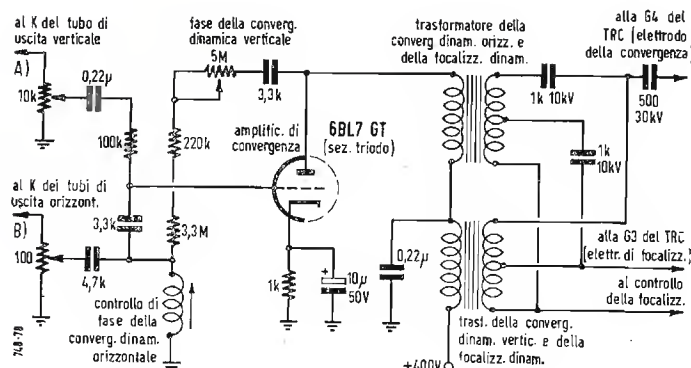 al K del tubo di
uscita verticale
A)
10k
0,22μ
100k
fase della converg.
dinamica verticale
5M
3,3k
220k
amplific. di
convergenza
6BL7 GT
(sez. triodo)
trasformatore della
converg dinam. orizz. e
della focalizz. dinam.
alla G4 del
TRC (elettrodo
della convergenza)
1k 10kV
500
30kV
1k
10kV
al K dei tubi di
uscita orizzont.
B)
100
3,3k
4,7k
3,3M
controllo di
fase della
converg. dinam.
orizzontale
1k
+
10μ
50V
0,22μ
alla G3 del TRC
(elettr. di focalizz.)
al controllo
della focalizz.
trasf. della converg.
dinam. vertic. e della
focalizz. dinam.
+400V
748-78